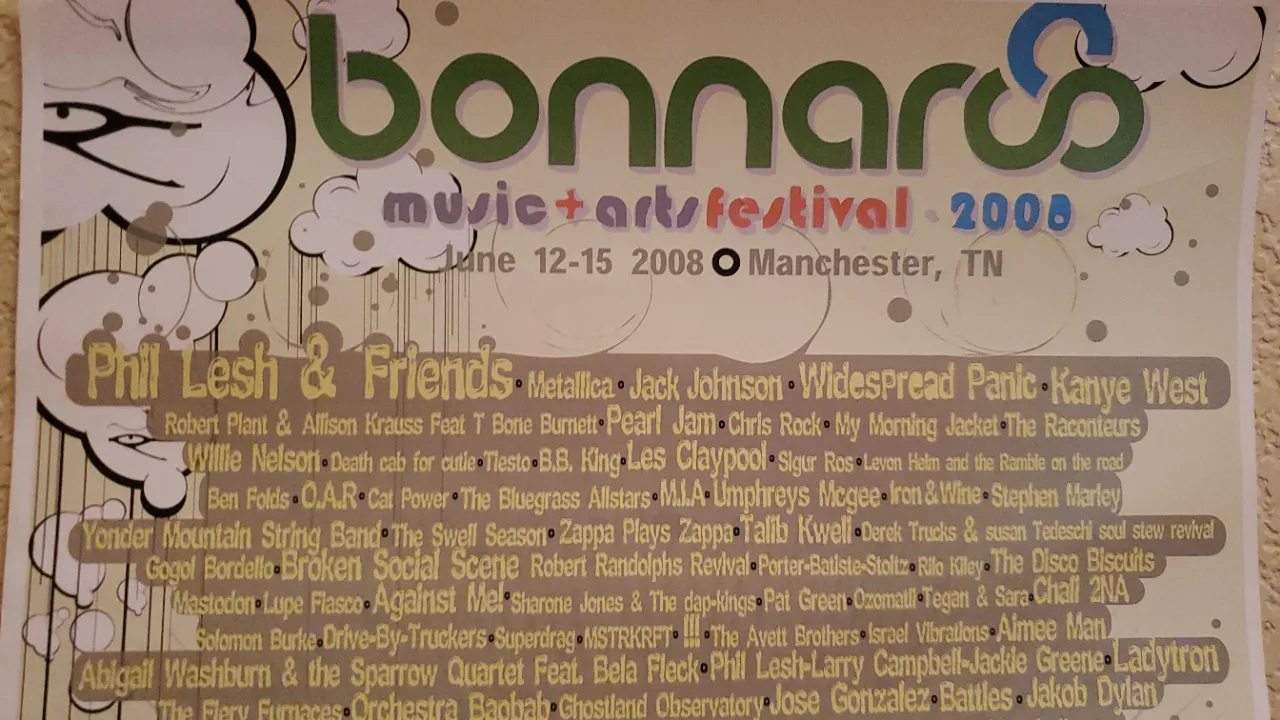 bonnaroo
music+artsfestival · 2008
June 12-15 2008 Manchester, TN
Phil Lesh & Friends • Metallica • Jack Johnson • Widespread Panic • Kanye West
Robert Plant & Allison Krauss Feat T Bone Burnett • Pearl Jam • Chris Rock • My Morning Jacket • The Raconteurs
Willie Nelson • Death cab for cutie • Tiesto • B.B. King • Les Claypool • Sigur Ros • Levon Helm and the Ramble on the road
Ben Folds • O.A.R • Cat Power • The Bluegrass Allstars • M.I.A • Umphreys Mcgee • Iron & Wine • Stephen Marley
Yonder Mountain String Band • The Swell Season • Zappa Plays Zappa • Talib Kweli • Derek Trucks & susan Tedeschi soul stew revival
Gogol Bordello • Broken Social Scene Robert Randolphs Revival • Porter-Batiste-Stoltz • Rilo Kiley • The Disco Biscuits
Mastodon • Lupe Fiasco • Against Me! • Sharone Jones & The dap-kings • Pat Green • Ozomatli • Tegan & Sara • Chali 2NA
Solomon Burke • Drive-By-Truckers • Superdrag • MSTRKRFT • !!! • The Avett Brothers • Israel Vibrations • Aimee Man
Abigail Washburn & the Sparrow Quartet Feat. Bela Fleck • Phil Lesh-Larry Campbell-Jackie Greene • Ladytron
The Fiery Furnaces • Orchestra Baobab • Ghostland Observatory • Jose Gonzalez • Battles • Jakob Dylan